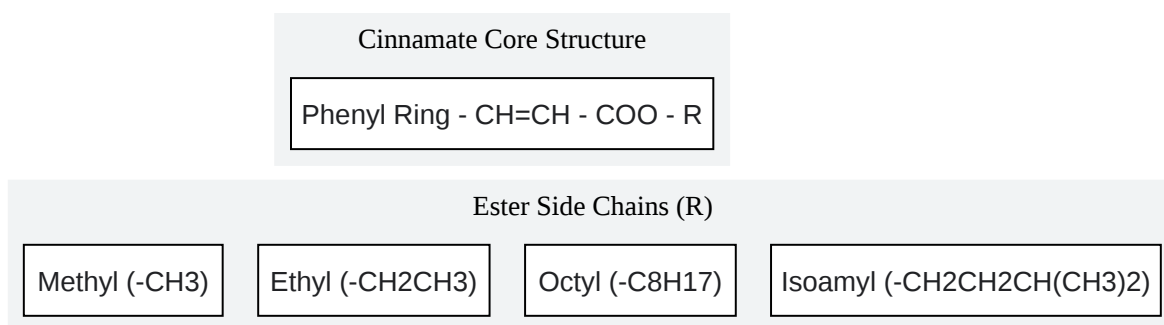 Cinnamate Core Structure
Phenyl Ring - CH=CH - COO - R
Ester Side Chains (R)
Methyl (-CH3)
Ethyl (-CH2CH3)
Octyl (-C8H17)
Isoamyl (-CH2CH2CH(CH3)2)